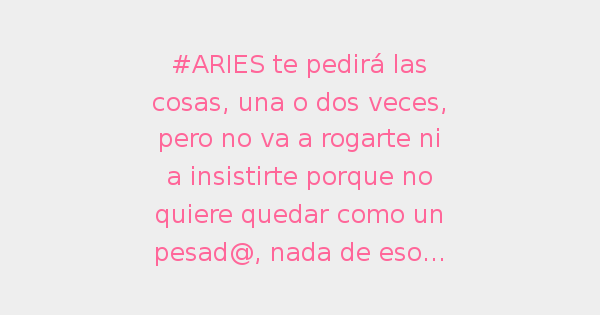 #ARIES te pedirá las
cosas, una o dos veces,
pero no va a rogarte ni
a insistirte porque no
quiere quedar como un
pesad@, nada de eso...